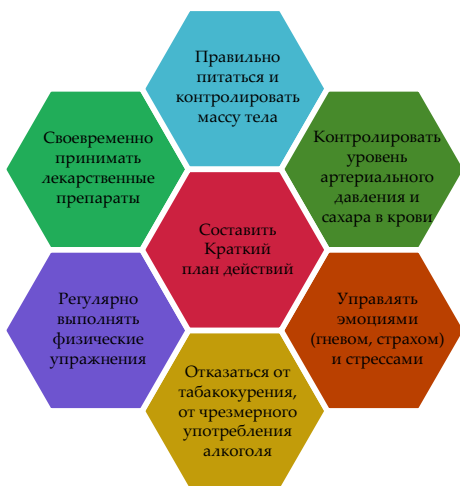 Правильно
питаться и
контролировать
массу тела
Своевременно
принимать
лекарственные
препараты
Контролировать
уровень
артериального
давления и
сахара в крови
Составить
Краткий
план действий
Регулярно
выполнять
физические
упражнения
Управлять
эмоциями
(гневом, страхом)
и стрессами
Отказаться от
табакокурения,
от чрезмерного
употребления
алкоголя